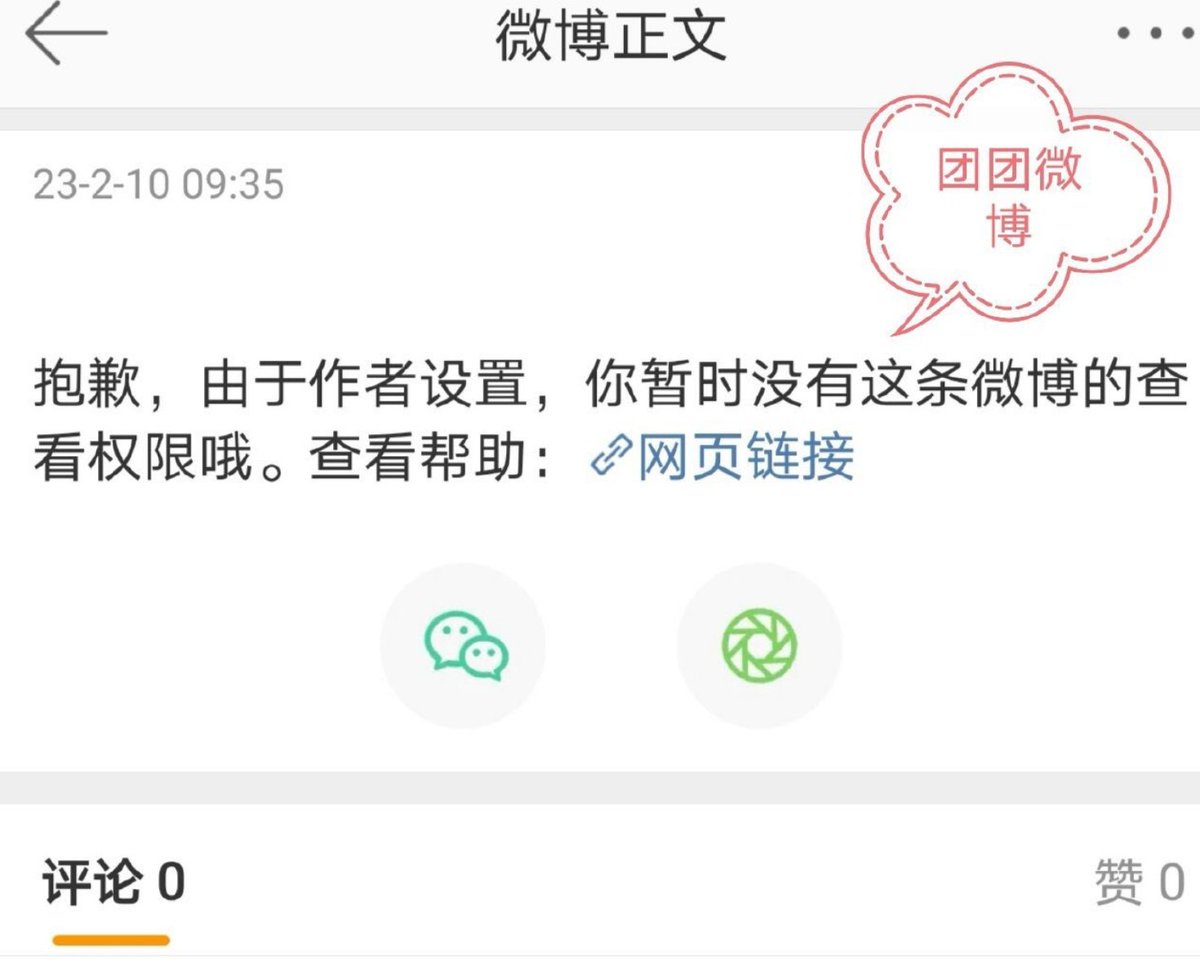 微博正文
23-2-10 09:35
团团微
博
抱歉，由于作者设置，你暂时没有这条微博的查
看权限哦。查看帮助：网页链接
评论 0
赞 0